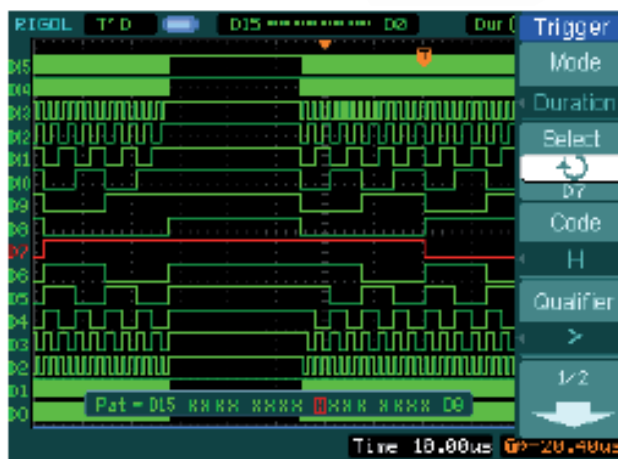 RIGOL T'D D15 D0 Dur (
Trigger
Mode
Duration
Select
D7
Code
H
Qualifier
>
1/2
D15
D14
D13
D12
D11
D10
D9
D8
D7
D6
D5
D4
D3
D2
D1
D0
Pat = D15 XXXX XXXX HXXX XXXX D0
Time 10.00us T→-20.40us